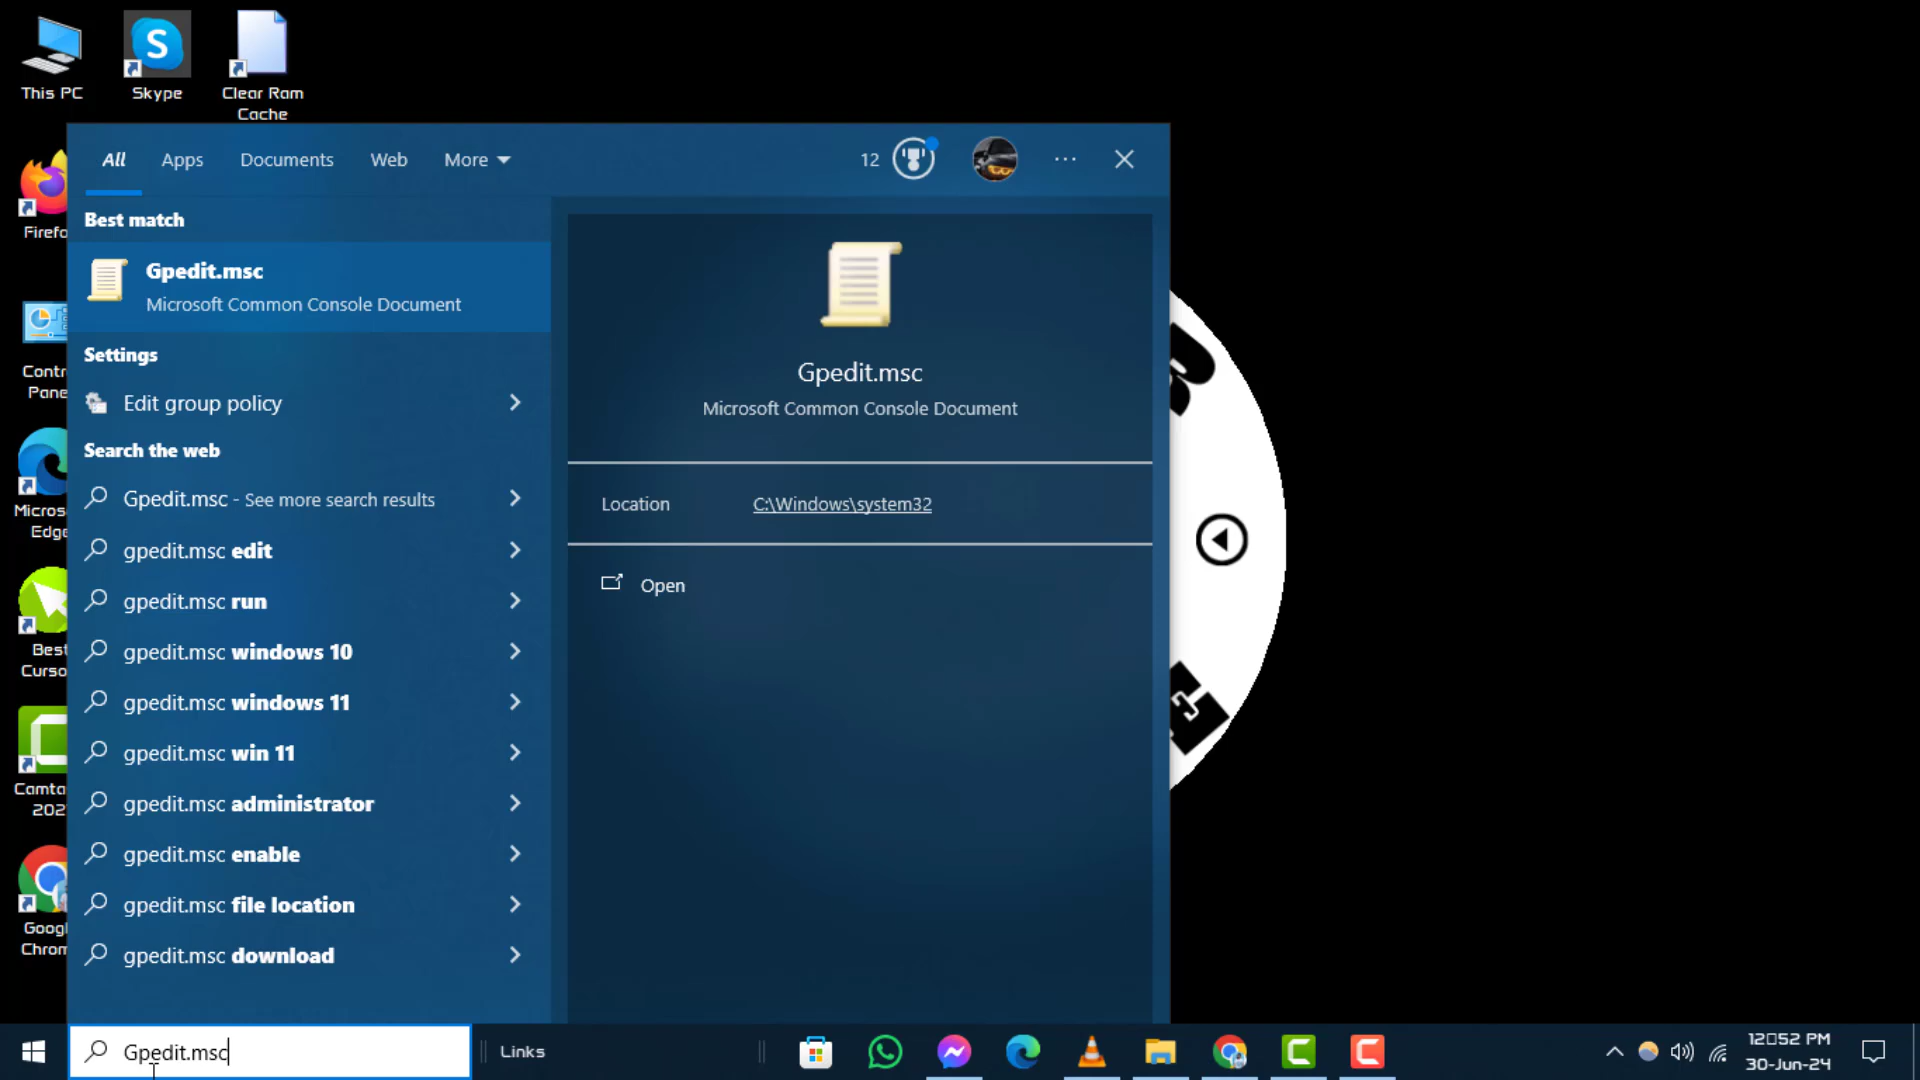 This PC
Skype
Clear Ram
Cache
All
Apps
Documents
Web
More
12
Best match
Gpedit.msc
Microsoft Common Console Document
Settings
Edit group policy
Search the web
Gpedit.msc - See more search results
gpedit.msc edit
gpedit.msc run
gpedit.msc windows 10
gpedit.msc windows 11
gpedit.msc win 11
gpedit.msc administrator
gpedit.msc enable
gpedit.msc file location
gpedit.msc download
Gpedit.msc
Microsoft Common Console Document
Location
C:\Windows\system32
Open
Firefo
Contr
Pane
Micros
Edge
Best
Curso
Camta
202
Googl
Chrom
Gpedit.msc
Links
12□52 PM
30-Jun-24